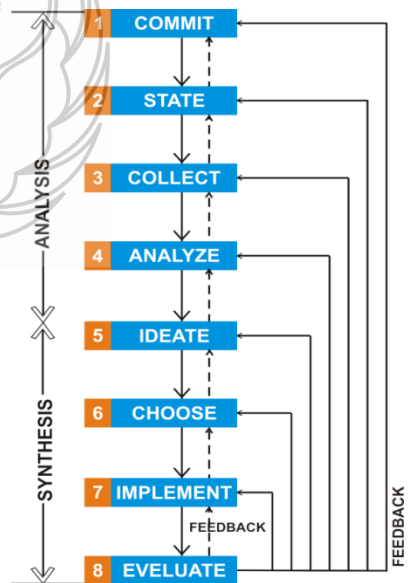 1 COMMIT
2 STATE
3 COLLECT
4 ANALYZE
5 IDEATE
6 CHOOSE
7 IMPLEMENT
FEEDBACK
8 EVELUATE
ANALYSIS
SYNTHESIS
FEEDBACK